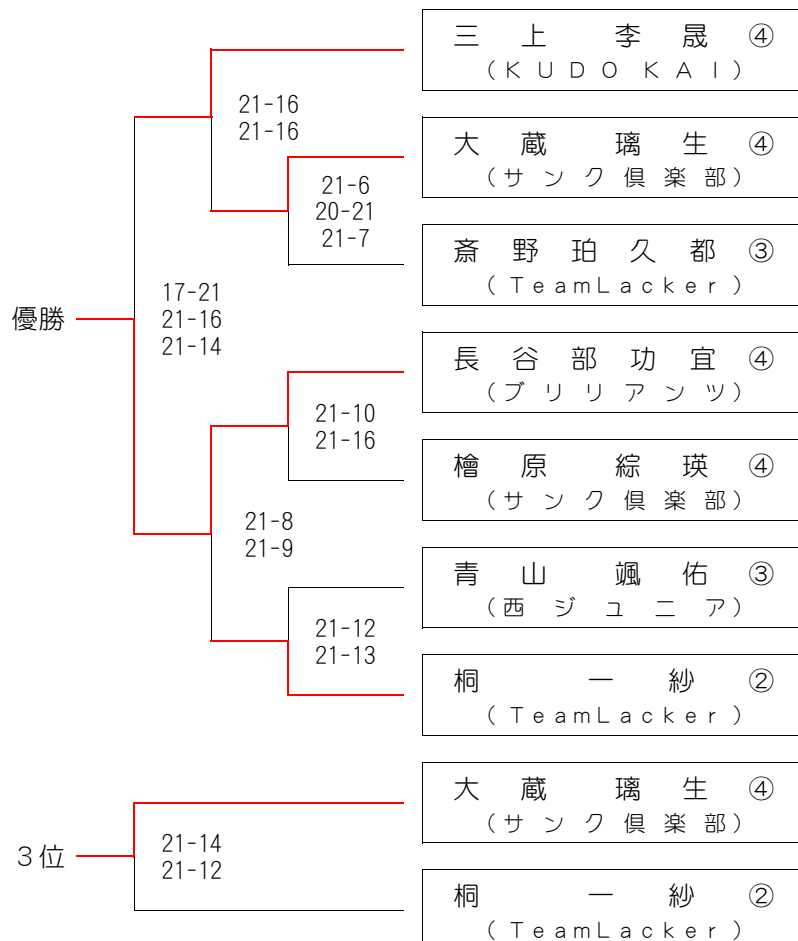 三上 李晟 ④
(KUDO KAI)
21-16
21-16
大蔵 璃生 ④
(サンク倶楽部)
21-6
20-21
21-7
斎野珀久都 ③
(TeamLacker)
優勝
17-21
21-16
21-14
長谷部功宜 ④
(ブリリアンツ)
21-10
21-16
檜原 綜瑛 ④
(サンク倶楽部)
21-8
21-9
青山 颯佑 ③
(西ジュニア)
21-12
21-13
桐 一紗 ②
(TeamLacker)
大蔵 璃生 ④
(サンク倶楽部)
3位
21-14
21-12
桐 一紗 ②
(TeamLacker)